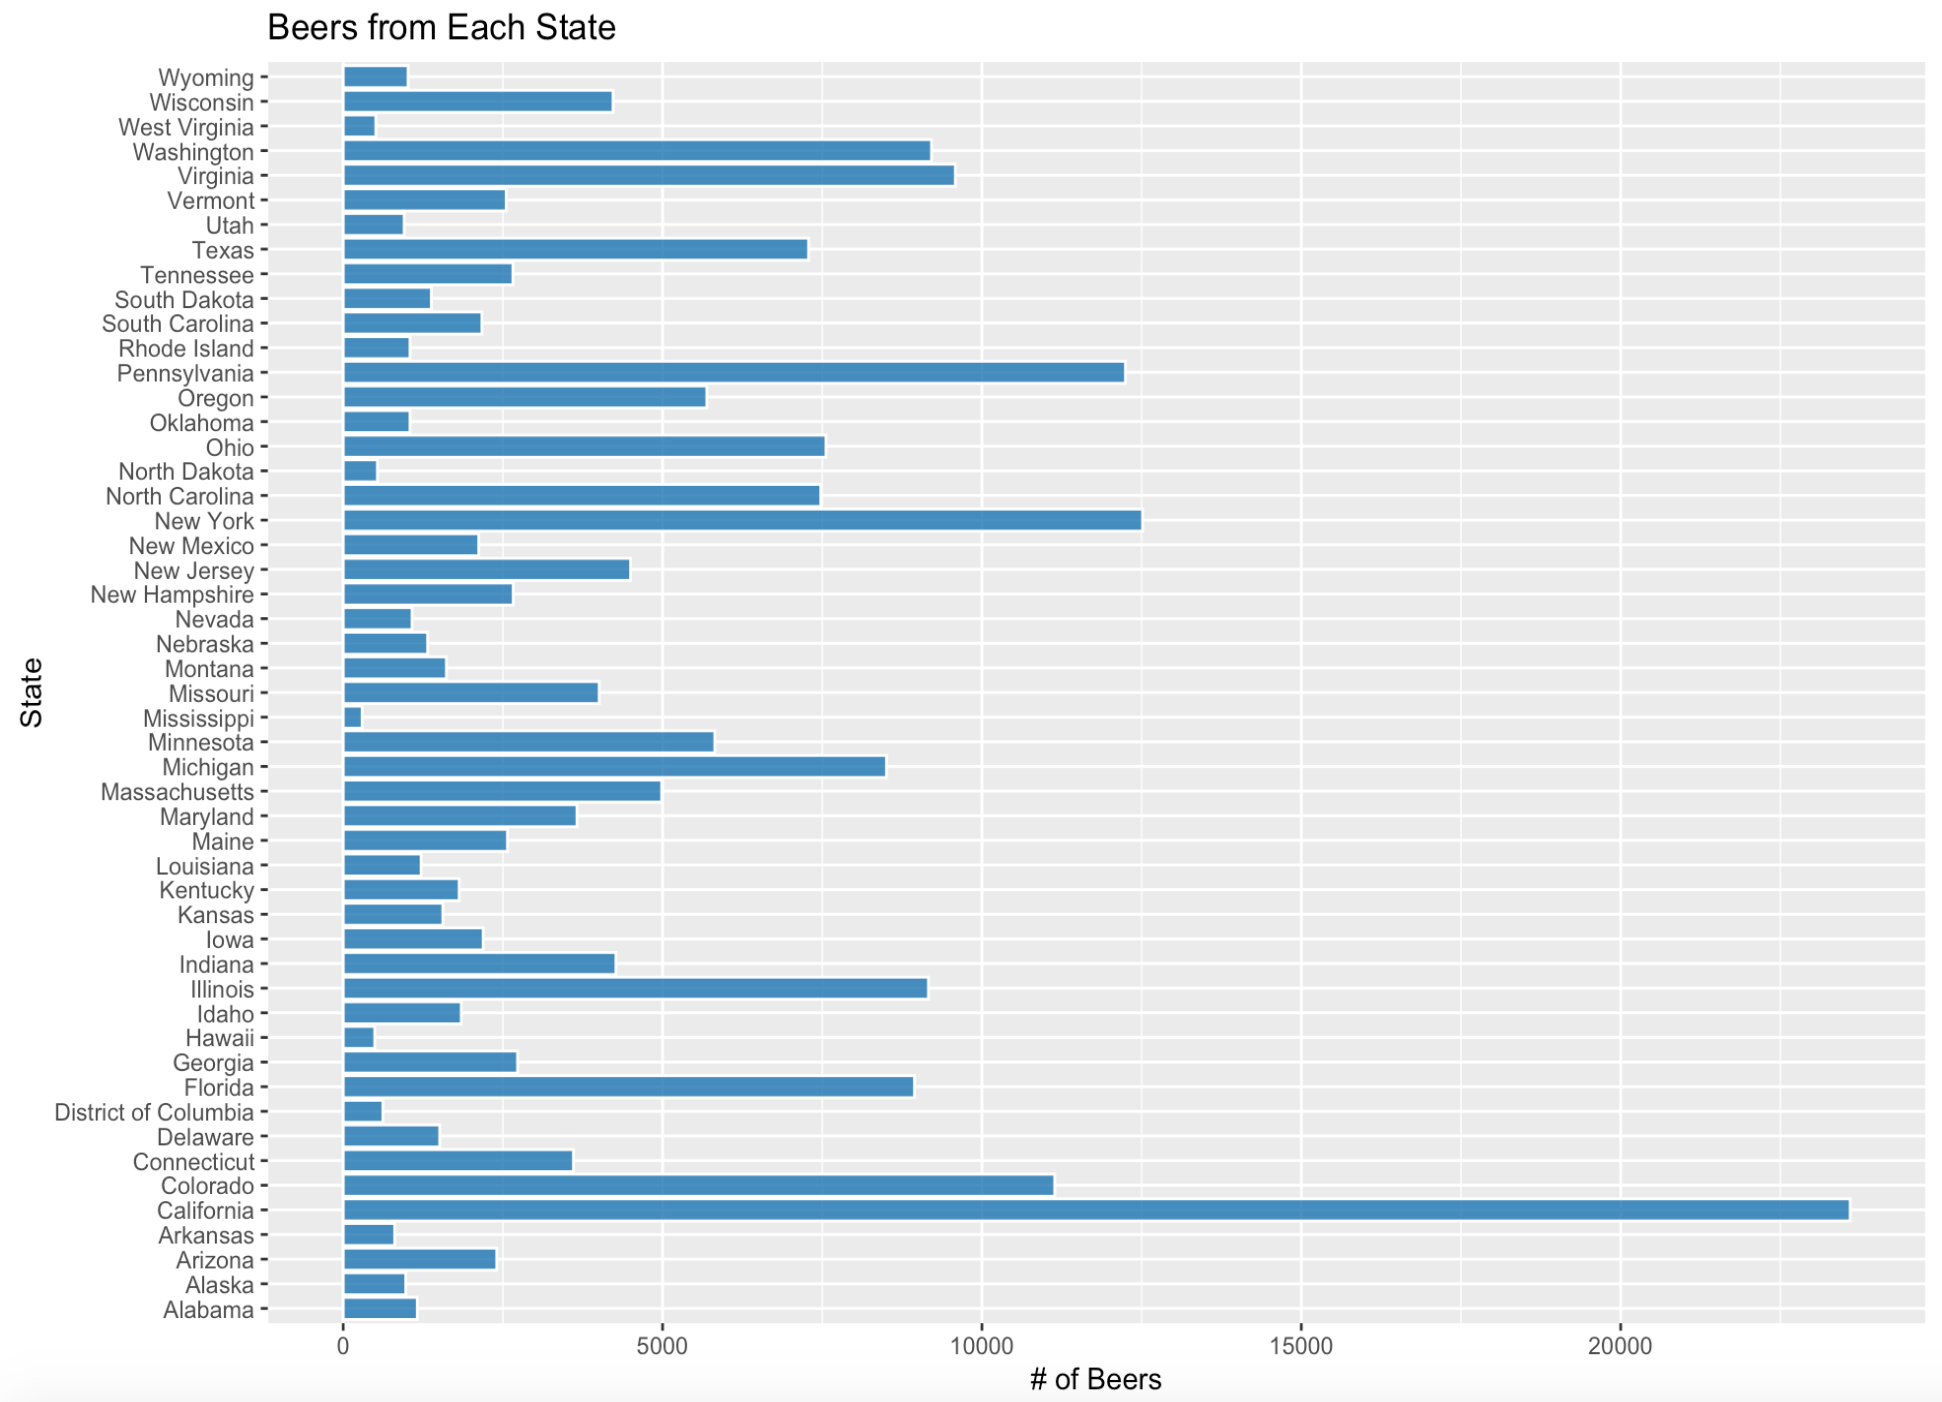 Beers from Each State
Wyoming
Wisconsin
West Virginia
Washington
Virginia
Vermont
Utah
Texas
Tennessee
South Dakota
South Carolina
Rhode Island
Pennsylvania
Oregon
Oklahoma
Ohio
North Dakota
North Carolina
New York
New Mexico
New Jersey
New Hampshire
Nevada
Nebraska
Montana
Missouri
Mississippi
Minnesota
Michigan
Massachusetts
Maryland
Maine
Louisiana
Kentucky
Kansas
Iowa
Indiana
Illinois
Idaho
Hawaii
Georgia
Florida
District of Columbia
Delaware
Connecticut
Colorado
California
Arkansas
Arizona
Alaska
Alabama
State
0 5000 10000 15000 20000
# of Beers